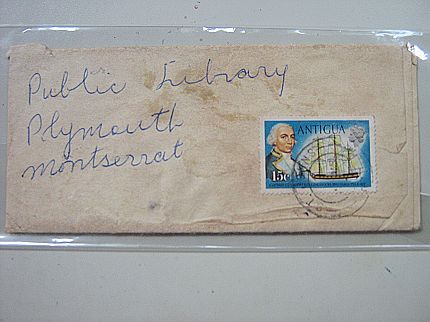 Public Library
Plymouth
Montserrat
ANTIGUA
15c